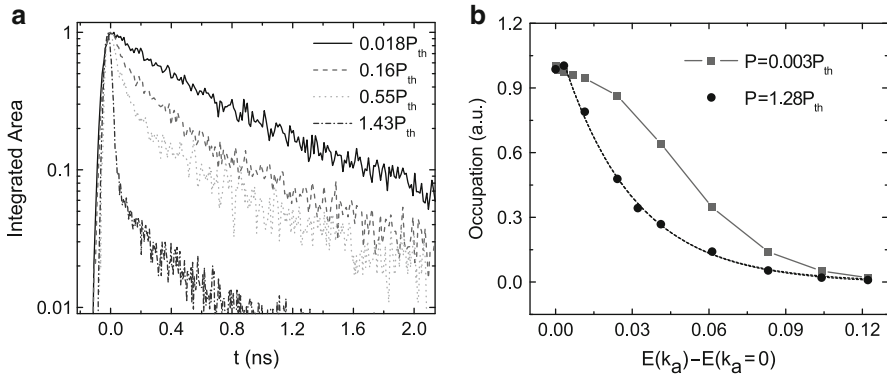 a
Integrated Area
1
0.1
0.01
0.018P_th
0.16P_th
0.55P_th
1.43P_th
0.0 0.4 0.8 1.2 1.6 2.0
t (ns)
b
Occupation (a.u.)
1.2
0.9
0.6
0.3
0.0
P=0.003P_th
P=1.28P_th
0.00 0.03 0.06 0.09 0.12
E(k_a)−E(k_a=0)